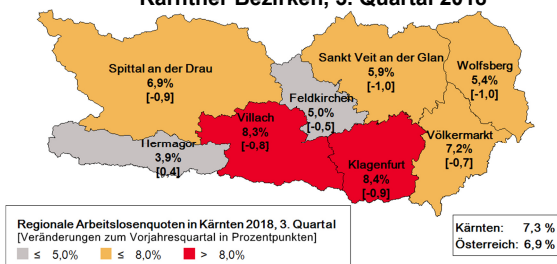 Kärntner Bezirken, 3. Quartal 2018
Spittal an der Drau
6,9%
[-0,9]
Sankt Veit an der Glan
5,9%
[-1,0]
Wolfsberg
5,4%
[-1,0]
Feldkirchen
5,0%
[-0,5]
Villach
8,3%
[-0,8]
Hermagor
3,9%
[0,4]
Klagenfurt
8,4%
[-0,9]
Völkermarkt
7,2%
[-0,7]
Regionale Arbeitslosenquoten in Kärnten 2018, 3. Quartal
[Veränderungen zum Vorjahresquartal in Prozentpunkten]
≤ 5,0% ≤ 8,0% > 8,0%
Kärnten: 7,3 %
Österreich: 6,9 %